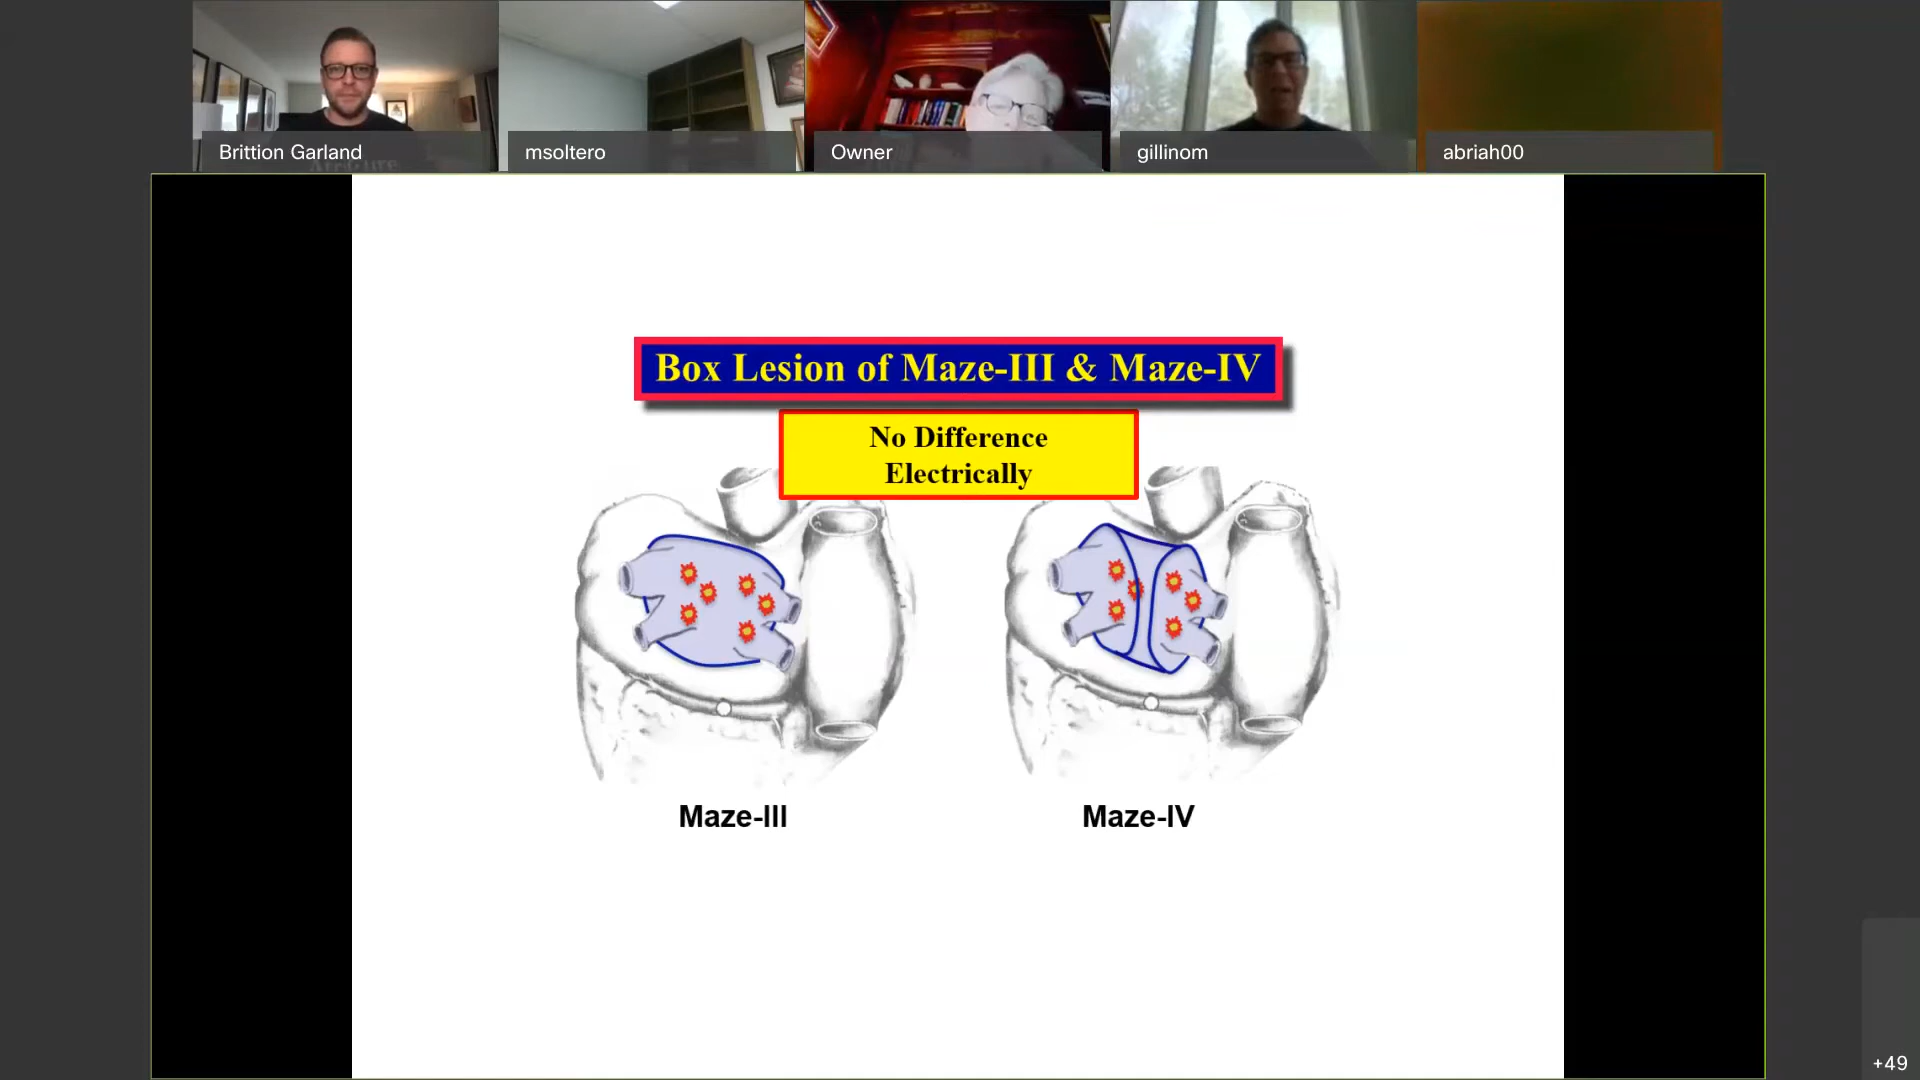 Brittion Garland
msoltero
Owner
gillinom
abriah00
Box Lesion of Maze-III & Maze-IV
No Difference
Electrically
Maze-III
Maze-IV
+49